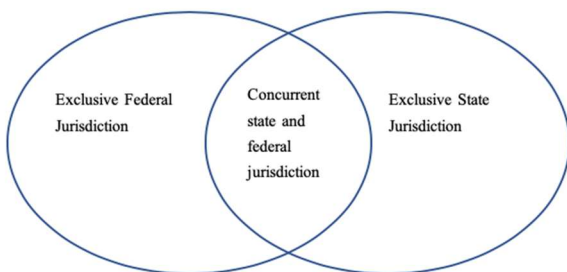 Exclusive Federal
Jurisdiction
Concurrent
state and
federal
jurisdiction
Exclusive State
Jurisdiction